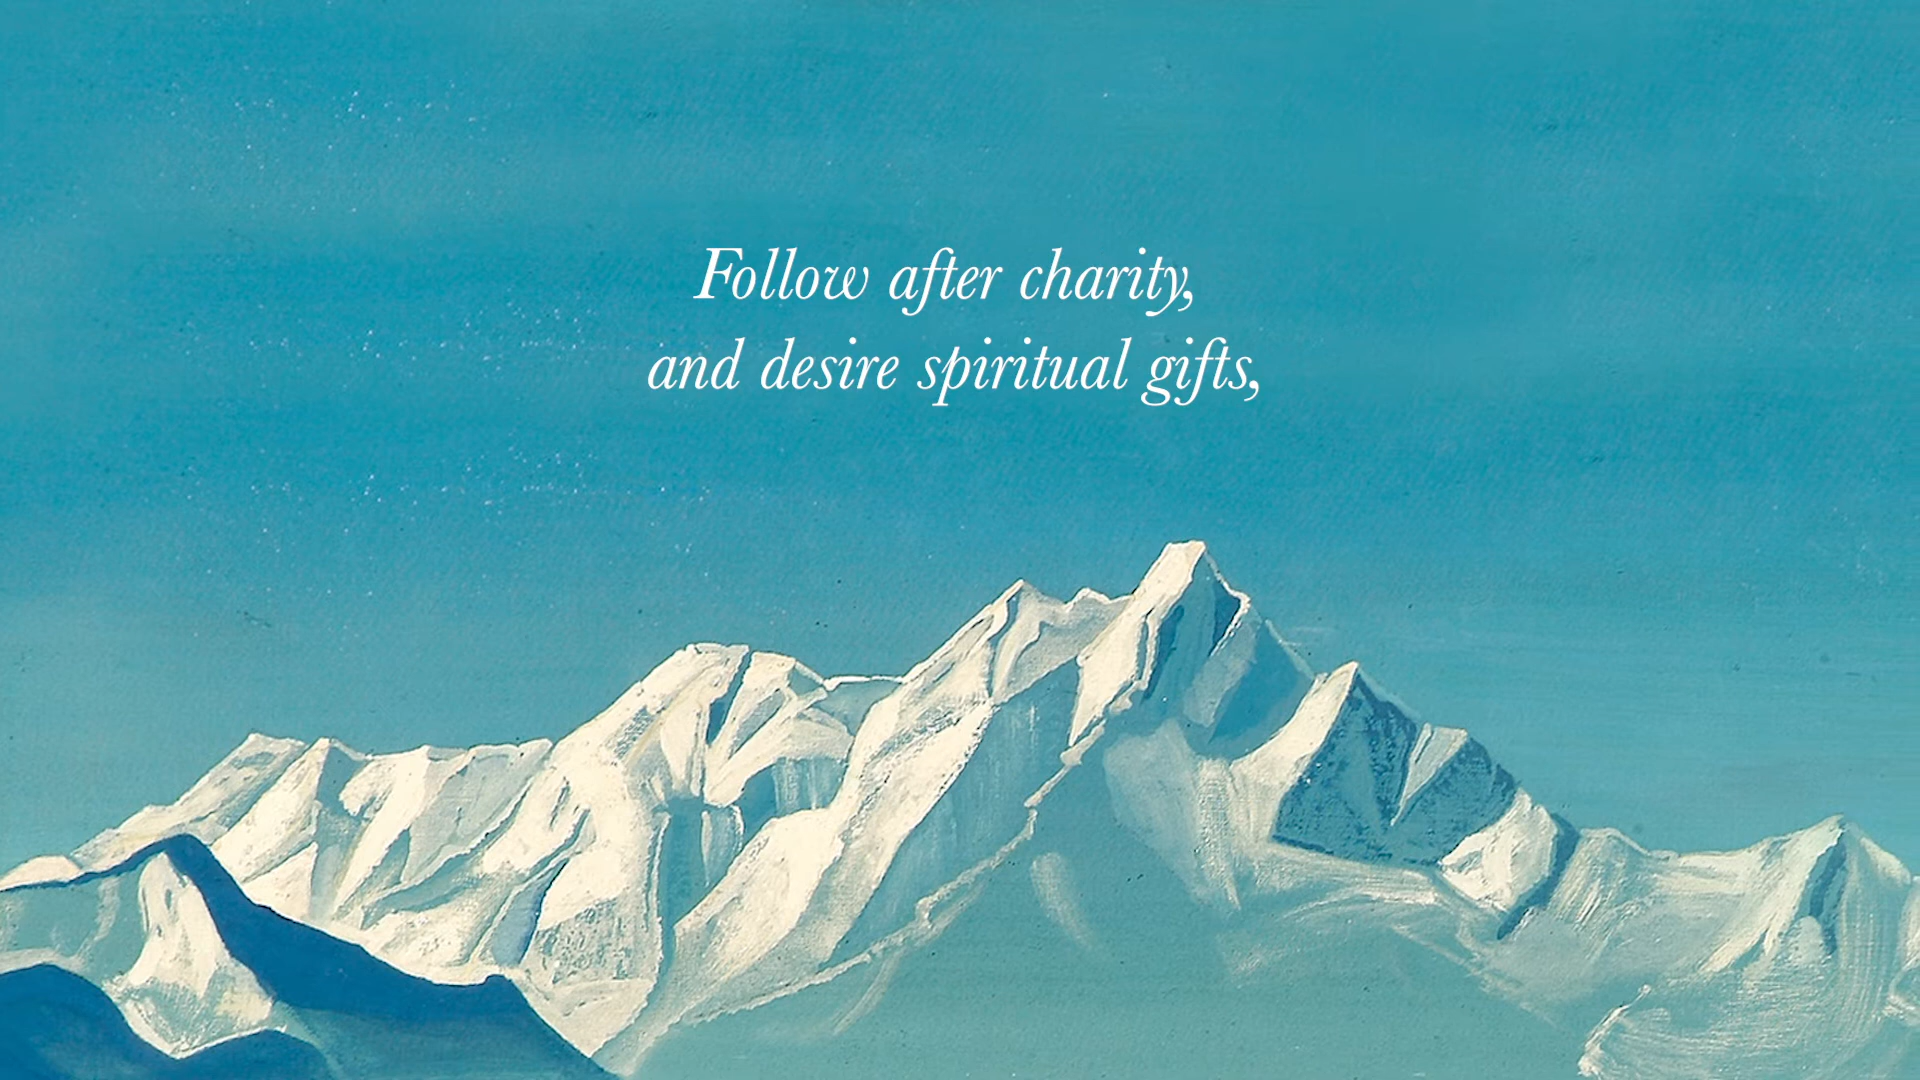 Follow after charity,
and desire spiritual gifts,